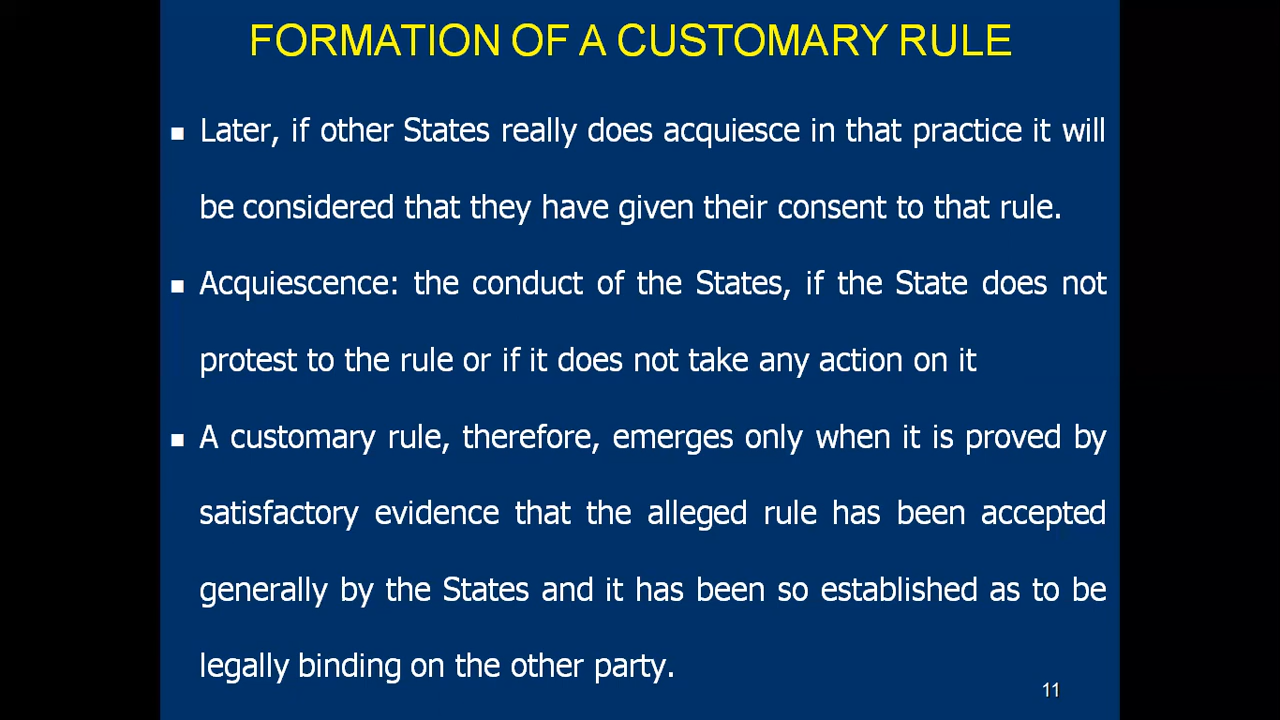 FORMATION OF A CUSTOMARY RULE
Later, if other States really does acquiesce in that practice it will
be considered that they have given their consent to that rule.
Acquiescence: the conduct of the States, if the State does not
protest to the rule or if it does not take any action on it
A customary rule, therefore, emerges only when it is proved by
satisfactory evidence that the alleged rule has been accepted
generally by the States and it has been so established as to be
legally binding on the other party.
11